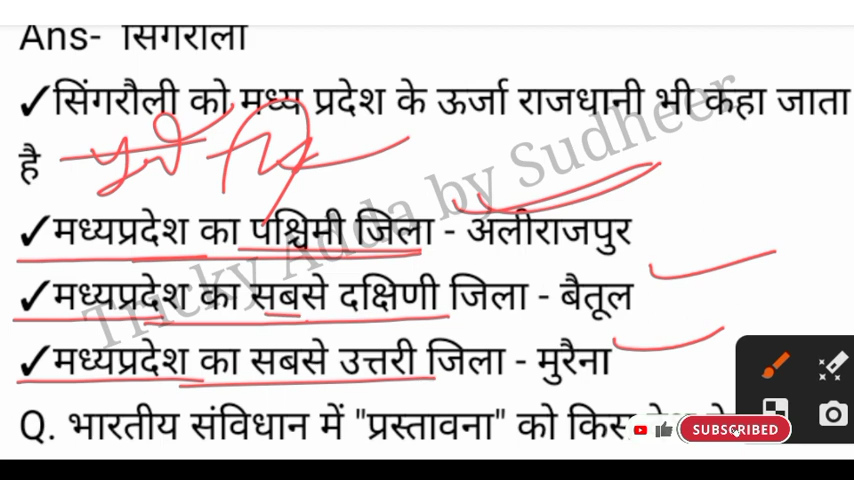 Ans- सिंगरौली
✓सिंगरौली को मध्य प्रदेश के ऊर्जा राजधानी भी कहा जाता
है
✓मध्यप्रदेश का पश्चिमी जिला - अलीराजपुर
✓मध्यप्रदेश का सबसे दक्षिणी जिला - बैतूल
✓मध्यप्रदेश का सबसे उत्तरी जिला - मुरैना
Q. भारतीय संविधान में "प्रस्तावना" को किस
SUBSCRIBED
Tricky Adda by Sudheer